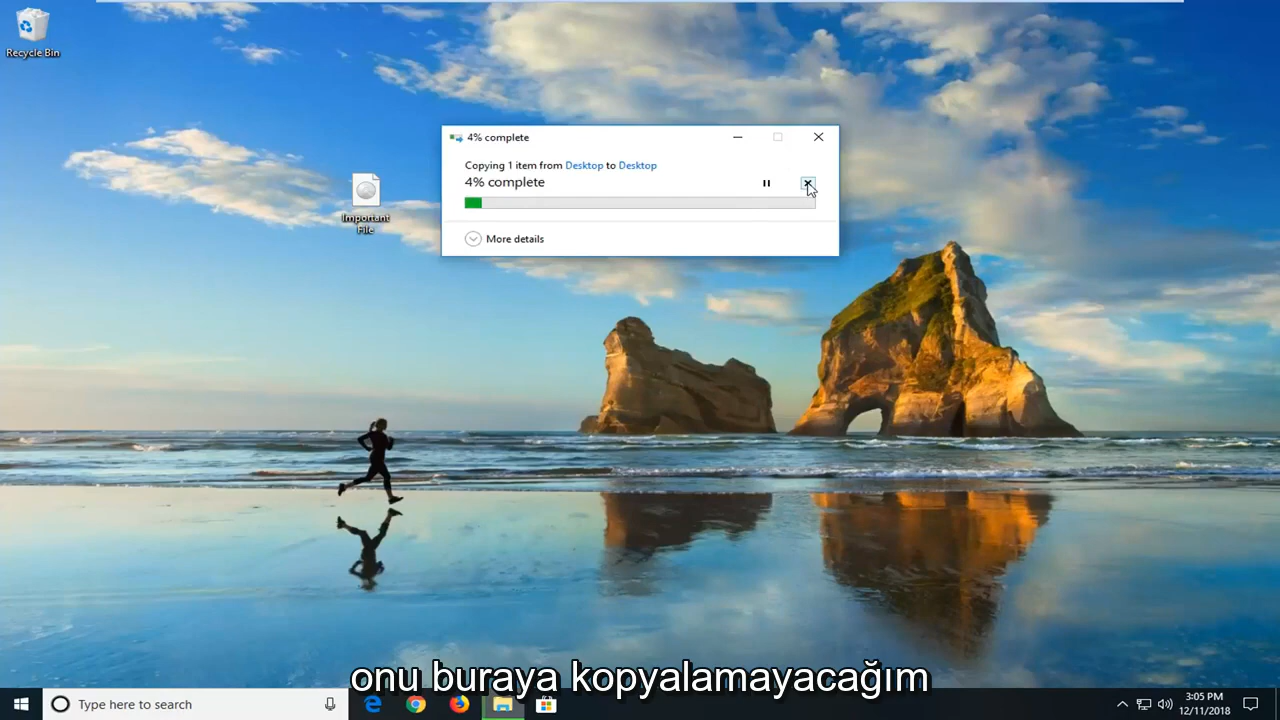 Recycle Bin
4% complete
Copying 1 item from Desktop to Desktop
4% complete
Important
File
More details
onu buraya kopyalamayacağım
Type here to search
3:05 PM
12/11/2018